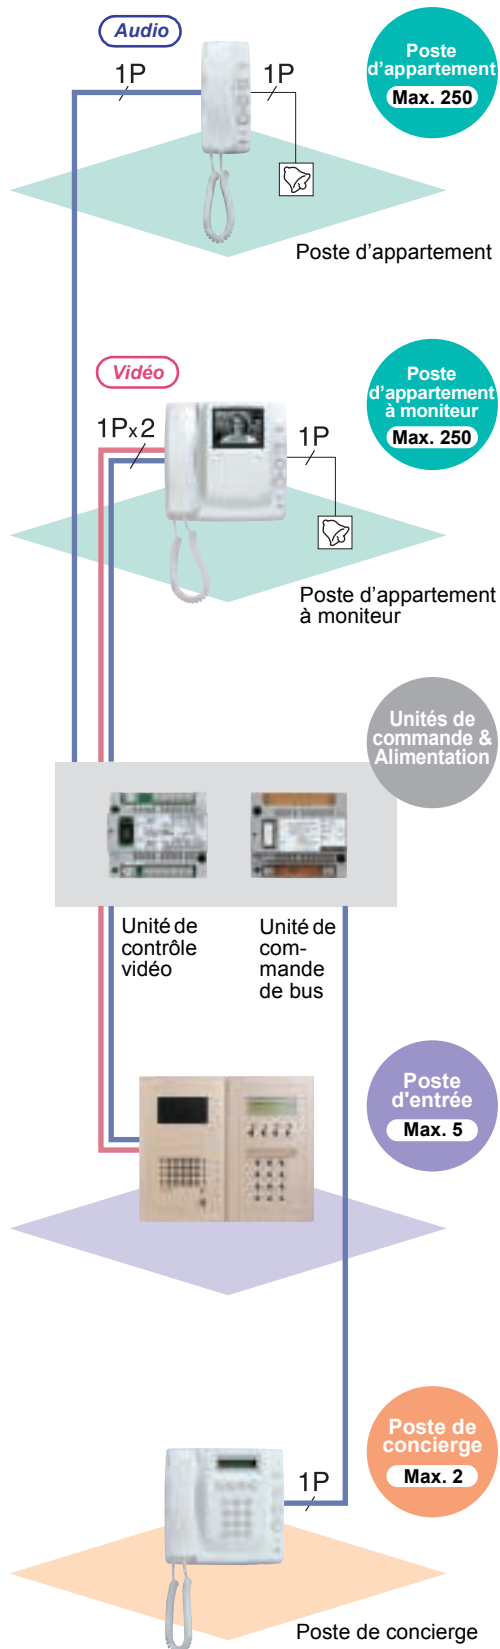 Audio
1P
1P
Poste
d’appartement
Max. 250
Poste d’appartement
Vidéo
1Px2
1P
Poste
d’appartement
à moniteur
Max. 250
Poste d’appartement
à moniteur
Unités de
commande &
Alimentation
Unité de
contrôle
vidéo
Unité de
com-
mande
de bus
Poste
d'entrée
Max. 5
Poste de
concierge
Max. 2
1P
Poste de concierge